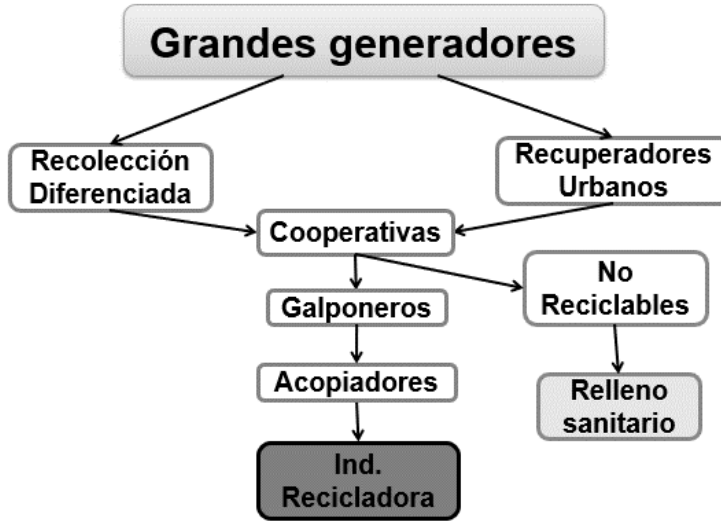 Grandes generadores
Recolección
Diferenciada
Recuperadores
Urbanos
Cooperativas
No
Reciclables
Galponeros
Acopiadores
Relleno
sanitario
Ind.
Recicladora